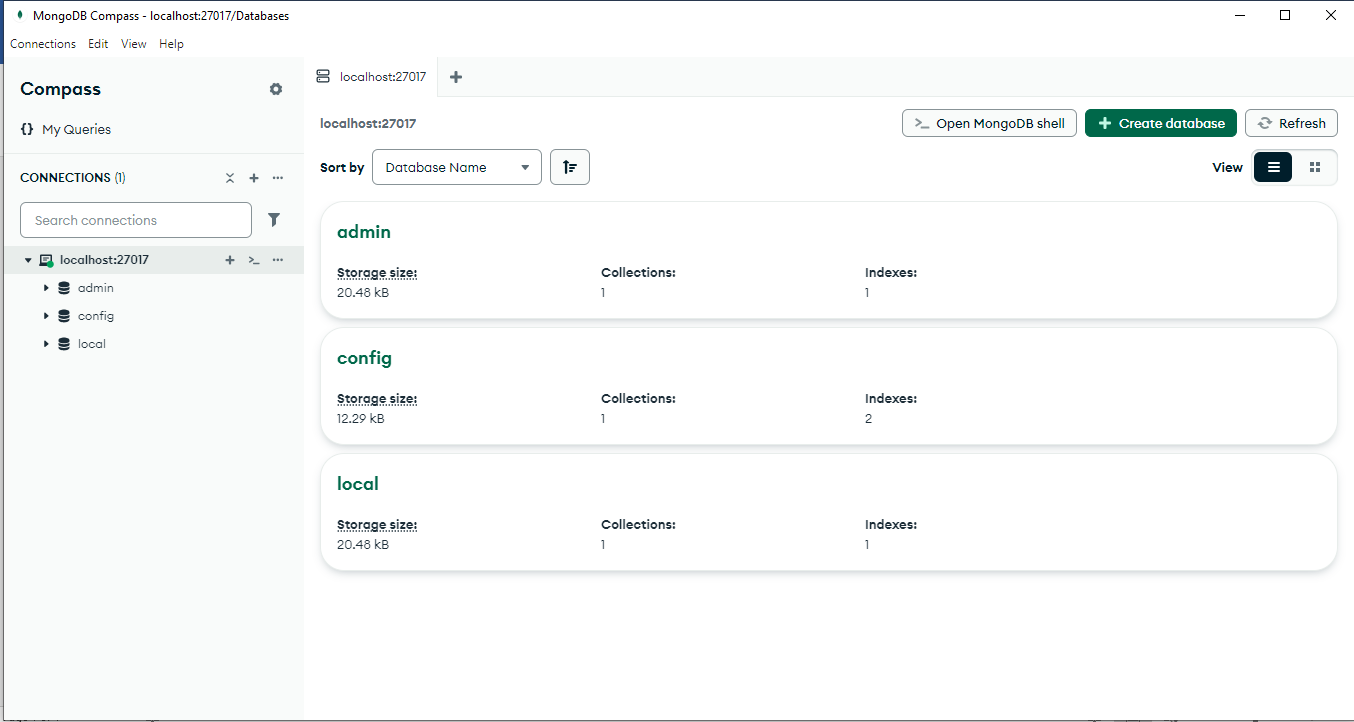 MongoDB Compass - localhost:27017/Databases
Connections Edit View Help
Compass
{} My Queries
CONNECTIONS (1)
Search connections
localhost:27017
admin
config
local
localhost:27017
localhost:27017
>_ Open MongoDB shell
Create database
Refresh
Sort by Database Name
View
admin
Storage size: Collections: Indexes:
20.48 kB 1 1
config
Storage size: Collections: Indexes:
12.29 kB 1 2
local
Storage size: Collections: Indexes:
20.48 kB 1 1